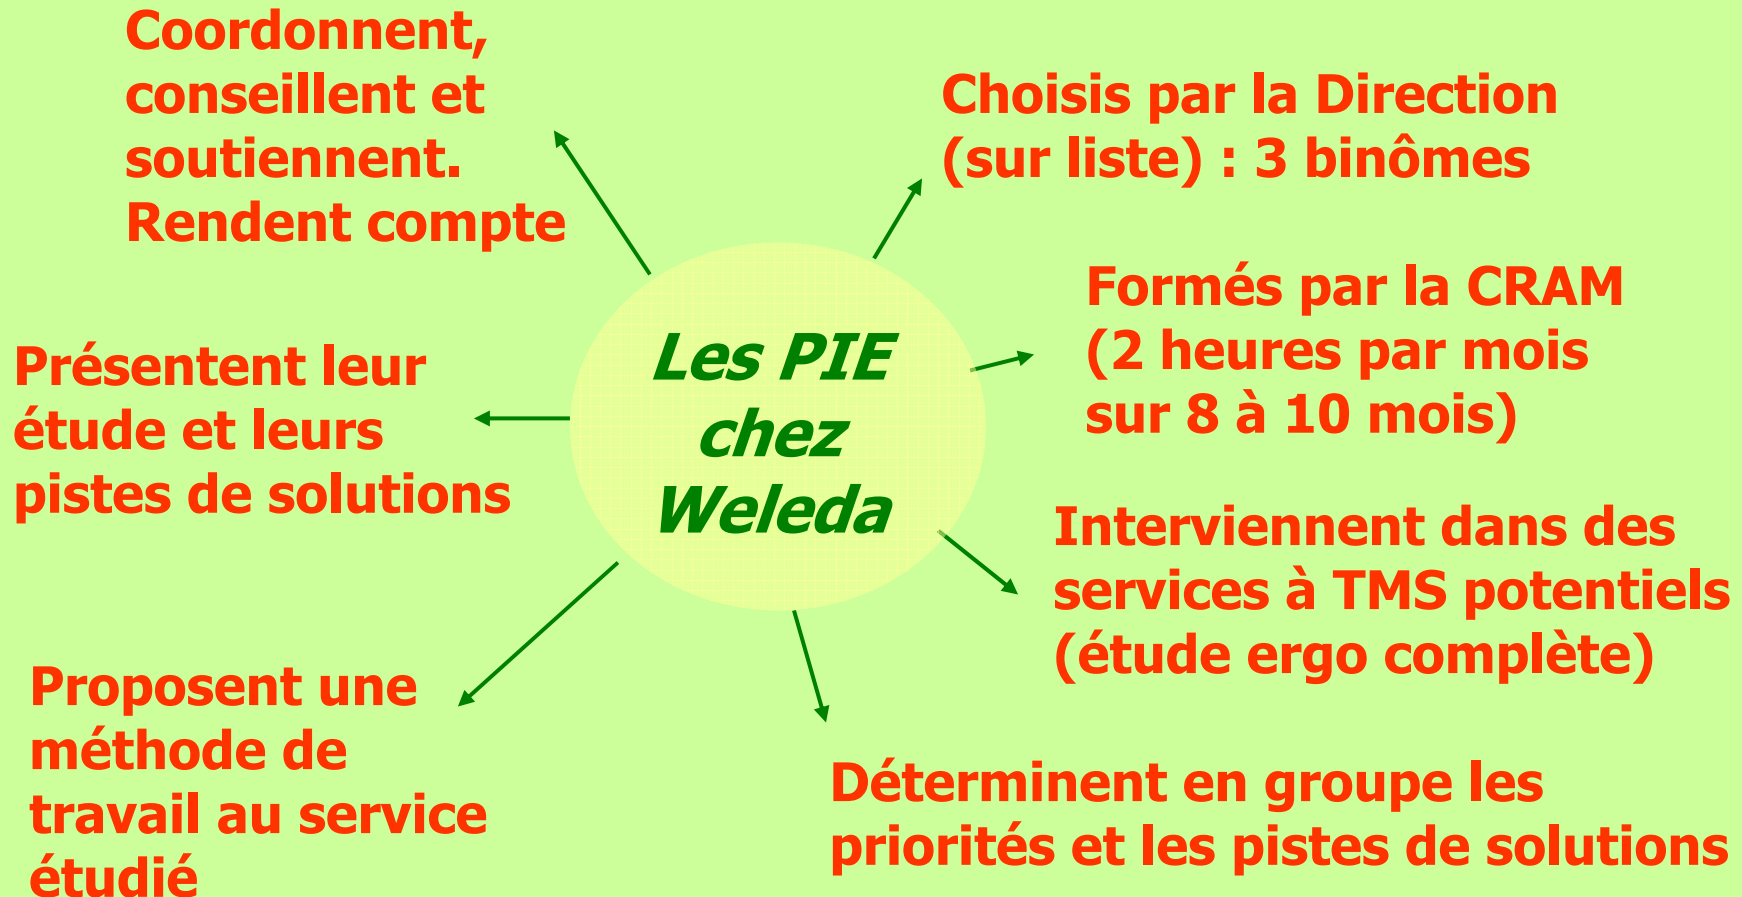 Coordonnent,
conseillent et
soutiennent.
Rendent compte
Choisis par la Direction
(sur liste) : 3 binômes
Formés par la CRAM
(2 heures par mois
sur 8 à 10 mois)
Les PIE
chez
Weleda
Présentent leur
étude et leurs
pistes de solutions
Interviennent dans des
services à TMS potentiels
(étude ergo complète)
Proposent une
méthode de
travail au service
étudié
Déterminent en groupe les
priorités et les pistes de solutions